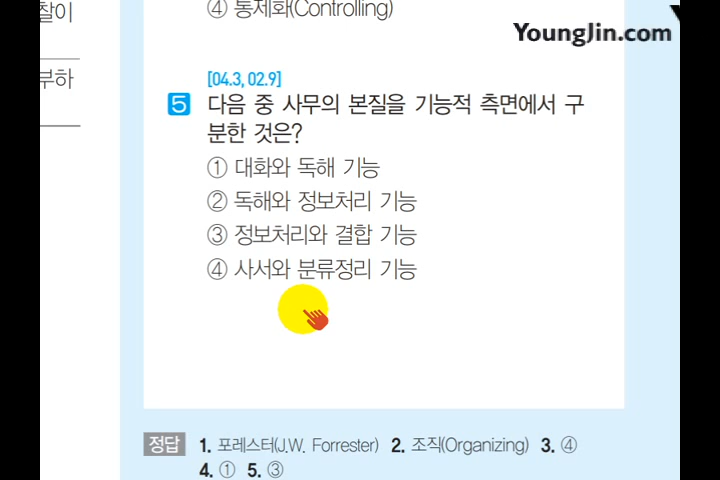 찰이
④ 통제화(Controlling)
YoungJin.com
부하
[04.3, 02.9]
5 다음 중 사무의 본질을 기능적 측면에서 구
분한 것은?
① 대화와 독해 기능
② 독해와 정보처리 기능
③ 정보처리와 결합 기능
④ 사서와 분류정리 기능
정답 1. 포레스터(J.W. Forrester) 2. 조직(Organizing) 3. ④
4. ① 5. ③